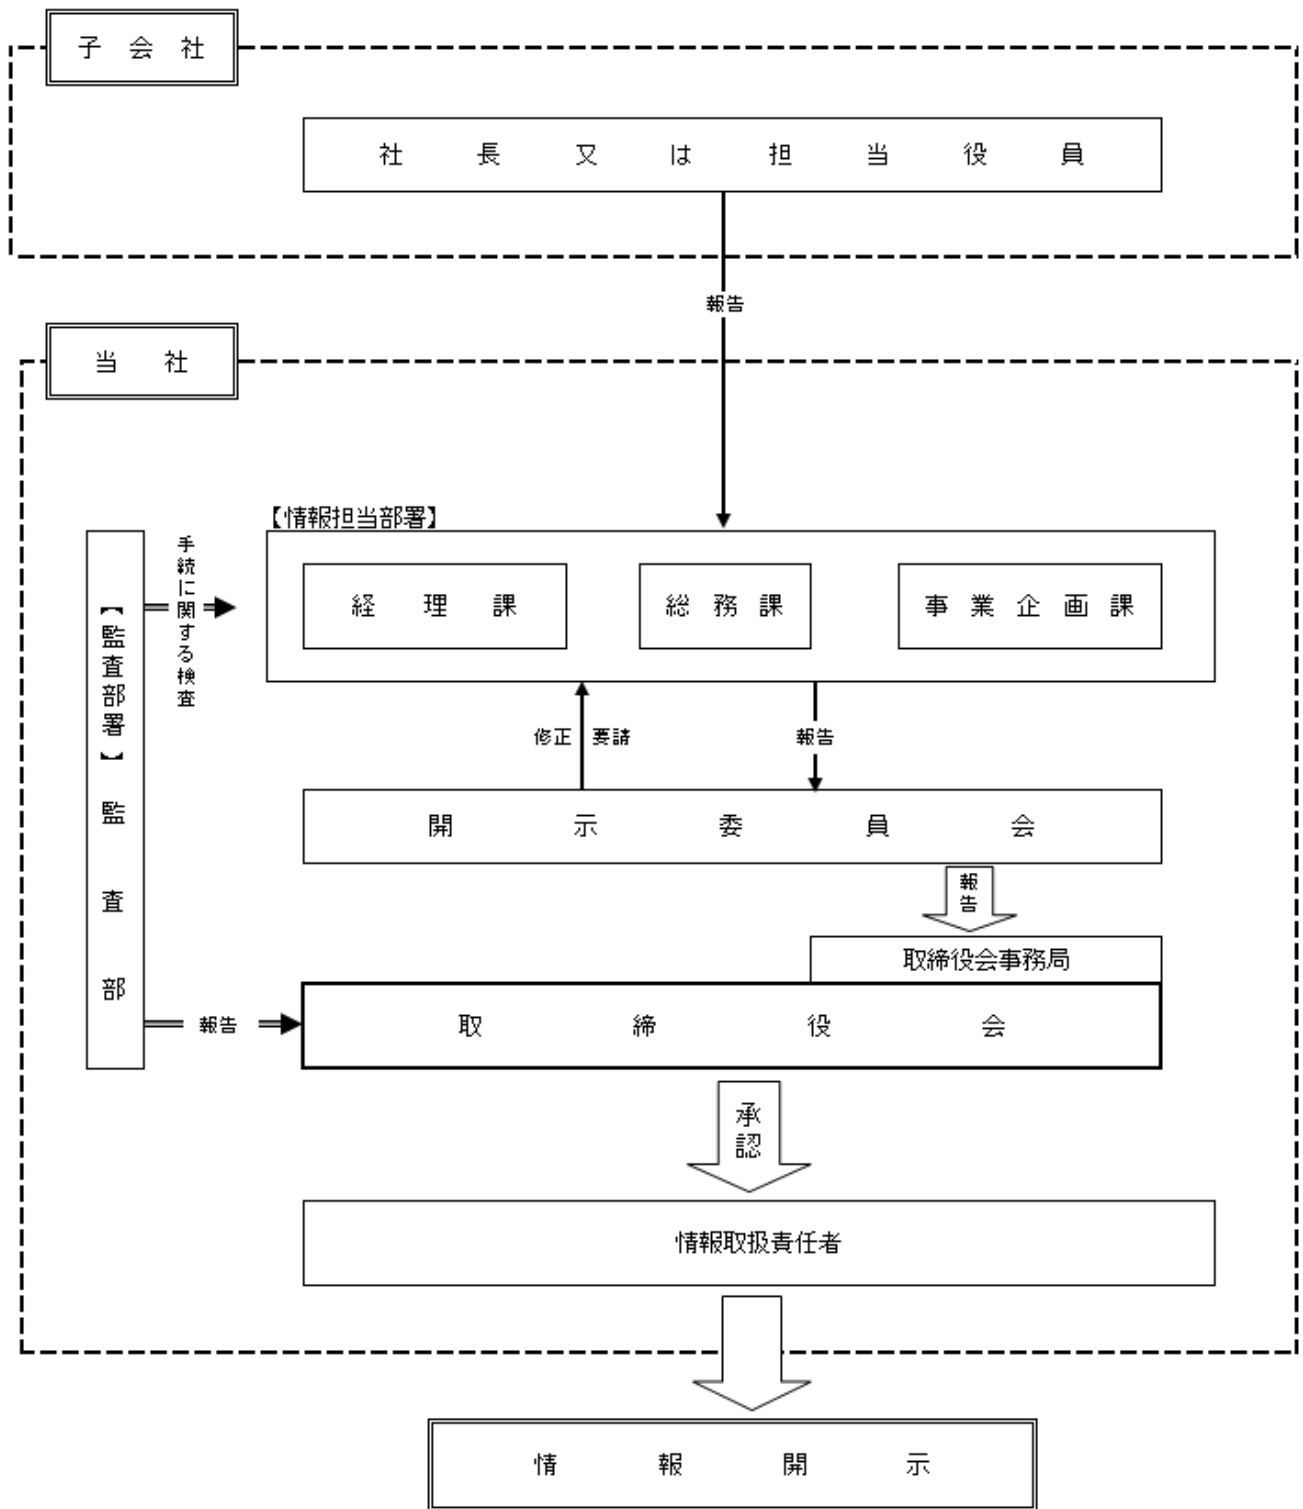 子会社
社長又は担当役員
報告
当社
【情報担当部署】
経理課
総務課
事業企画課
手続に関する検査
【監査部署】監査部
修正要請
報告
開示委員会
報告
取締役会事務局
報告
取締役会
承認
情報取扱責任者
情報開示